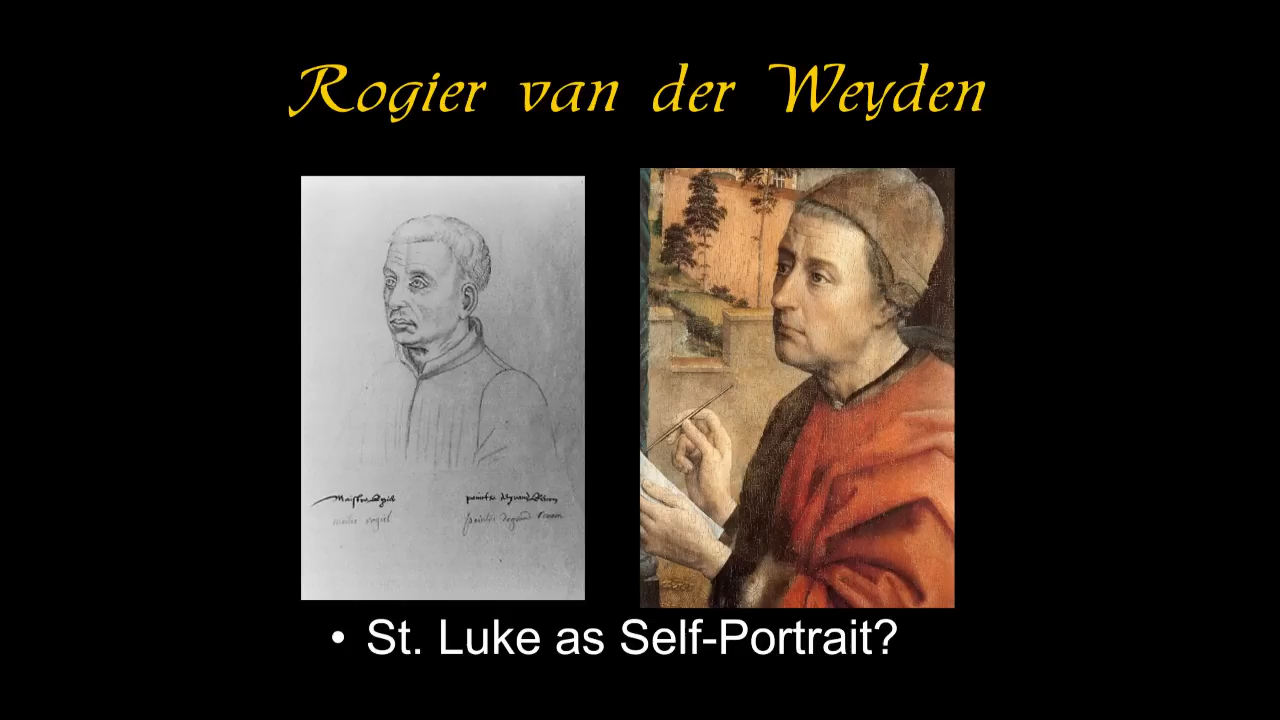 Rogier van der Weyden
• St. Luke as Self-Portrait?